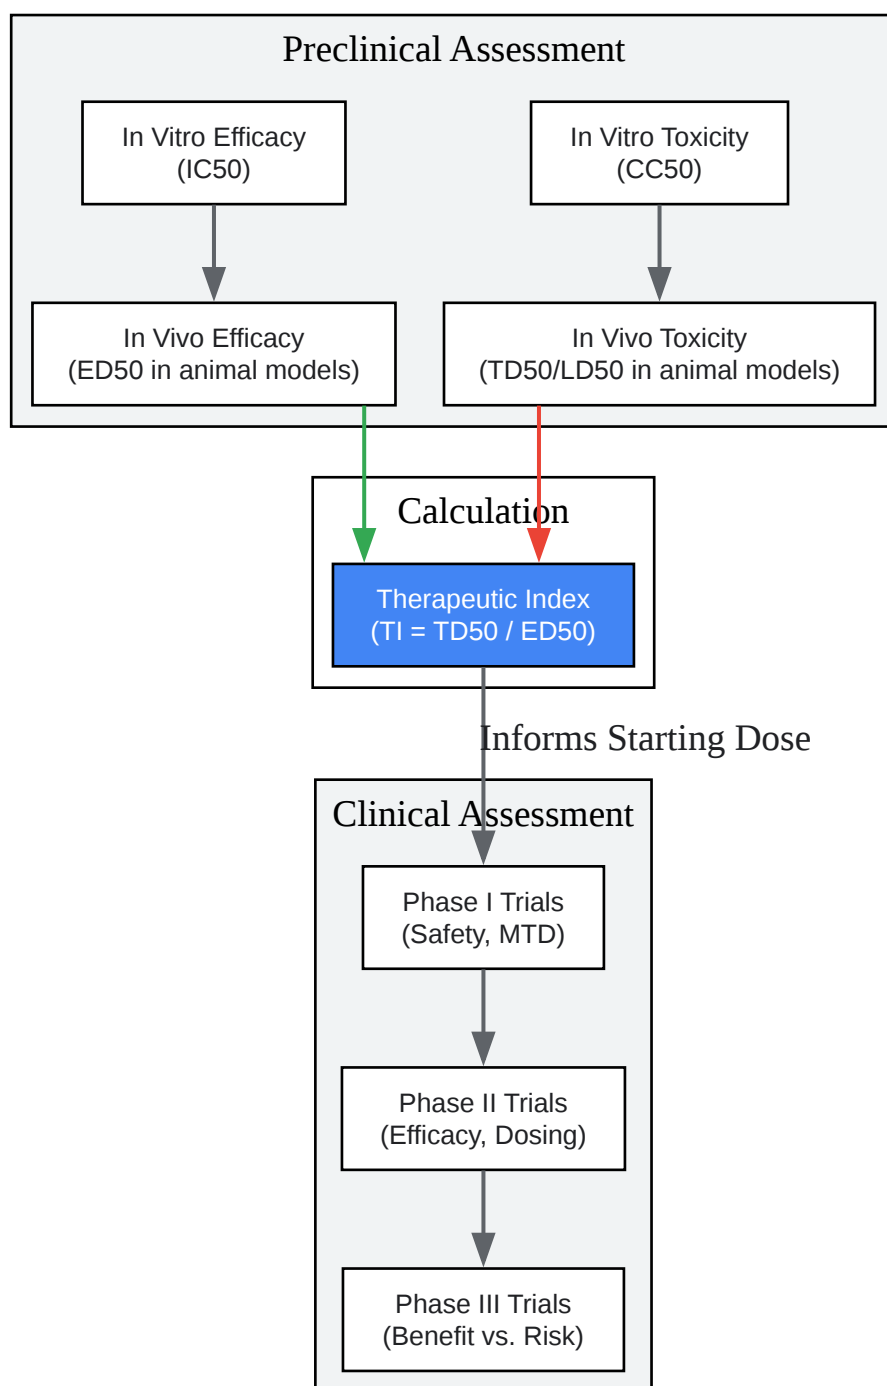 Preclinical Assessment
In Vitro Efficacy
(IC50)
In Vitro Toxicity
(CC50)
In Vivo Efficacy
(ED50 in animal models)
In Vivo Toxicity
(TD50/LD50 in animal models)
Calculation
Therapeutic Index
(TI = TD50 / ED50)
Informs Starting Dose
Clinical Assessment
Phase I Trials
(Safety, MTD)
Phase II Trials
(Efficacy, Dosing)
Phase III Trials
(Benefit vs. Risk)